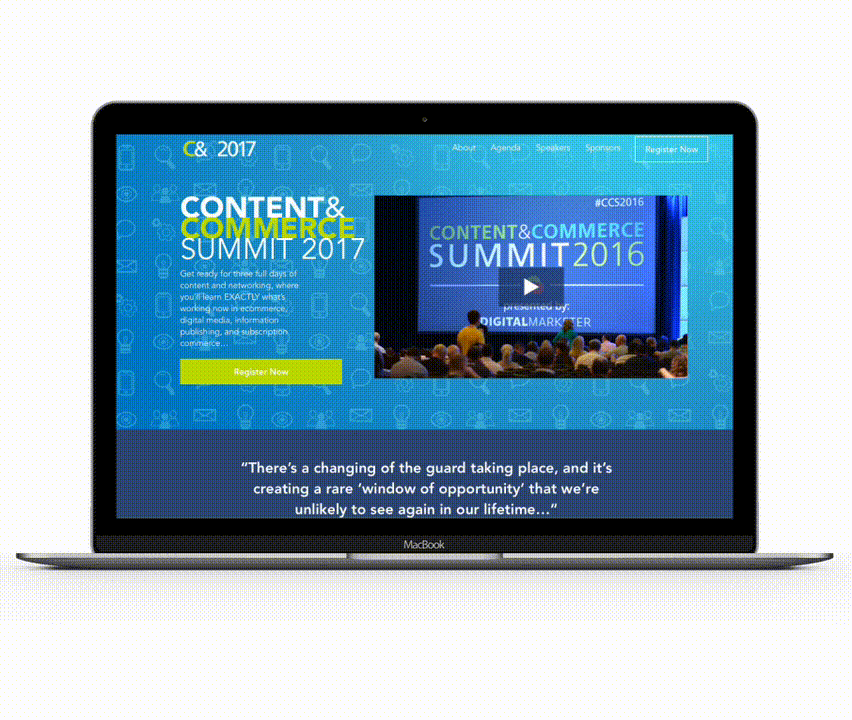 C& 2017
About Agenda Speakers Sponsors Register Now
CONTENT&
COMMERCE
SUMMIT 2017
Get ready for three full days of
content and networking, where
you'll learn EXACTLY what's
working now in ecommerce,
digital media, information
publishing, and subscription
commerce...
Register Now
#CCS2016
CONTENT&COMMERCE
SUMMIT2016
presented by:
DIGITALMARKETER
“There's a changing of the guard taking place, and it's
creating a rare ‘window of opportunity’ that we're
unlikely to see again in our lifetime...”
MacBook